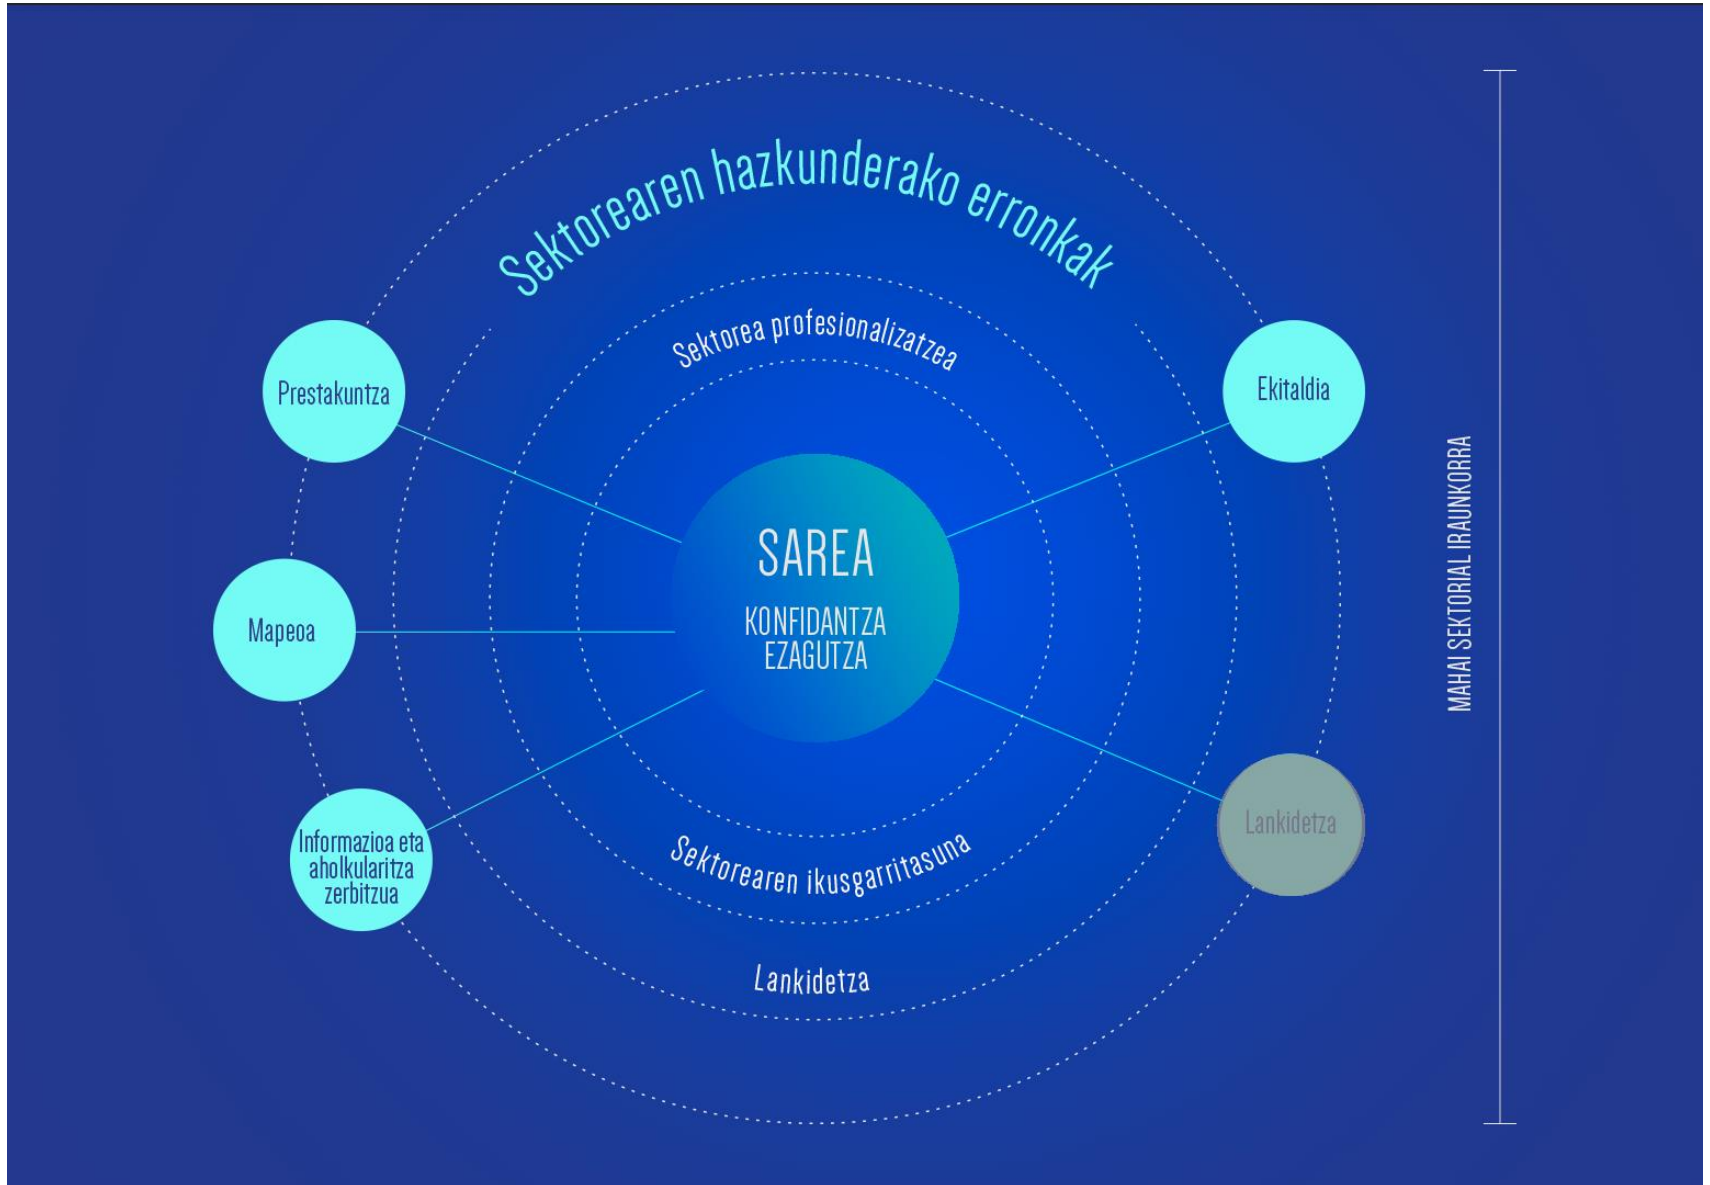 Sektorearen hazkunderako erronkak
Sektorea profesionalizatzea
Prestakuntza
Ekitaldia
SAREA
KONFIDANTZA
EZAGUTZA
Mapeoa
MAHAI SEKTORIAL IRAUNKORRA
Informazioa eta
aholkularitza
zerbitzua
Lankidetza
Sektorearen ikusgarritasuna
Lankidetza